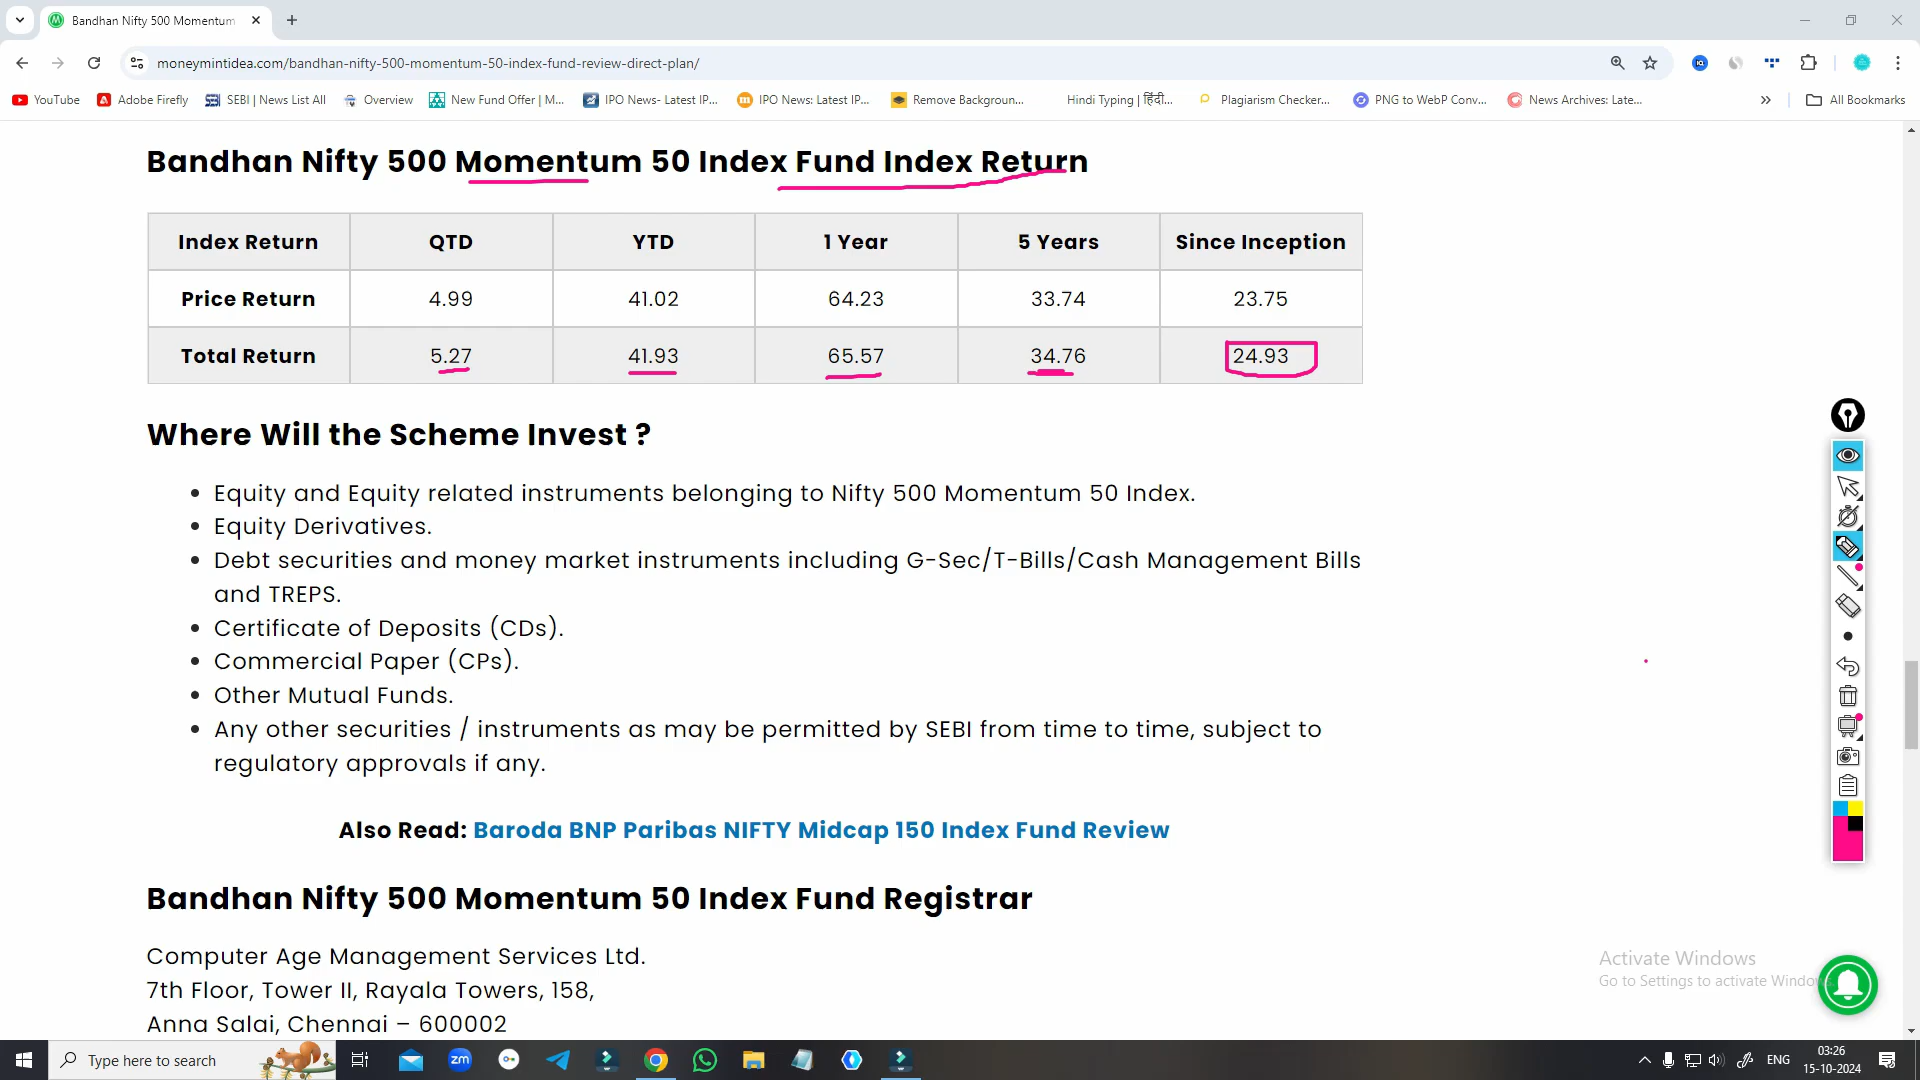 Bandhan Nifty 500 Momentum
moneymintidea.com/bandhan-nifty-500-momentum-50-index-fund-review-direct-plan/
YouTube Adobe Firefly SEBI | News List All Overview New Fund Offer | M... IPO News- Latest IP... IPO News: Latest IP... Remove Backgroun... Hindi Typing | हिंदी... Plagiarism Checker... PNG to WebP Conv... News Archives: Late... » All Bookmarks
Bandhan Nifty 500 Momentum 50 Index Fund Index Return
Index Return QTD YTD 1 Year 5 Years Since Inception
Price Return 4.99 41.02 64.23 33.74 23.75
Total Return 5.27 41.93 65.57 34.76 24.93
Where Will the Scheme Invest ?
• Equity and Equity related instruments belonging to Nifty 500 Momentum 50 Index.
• Equity Derivatives.
• Debt securities and money market instruments including G-Sec/T-Bills/Cash Management Bills
and TREPS.
• Certificate of Deposits (CDs).
• Commercial Paper (CPs).
• Other Mutual Funds.
• Any other securities / instruments as may be permitted by SEBI from time to time, subject to
regulatory approvals if any.
Also Read: Baroda BNP Paribas NIFTY Midcap 150 Index Fund Review
Bandhan Nifty 500 Momentum 50 Index Fund Registrar
Computer Age Management Services Ltd.
7th Floor, Tower II, Rayala Towers, 158,
Anna Salai, Chennai – 600002
Activate Windows
Go to Settings to activate Windows.
Type here to search
zm
ENG
03:26
15-10-2024